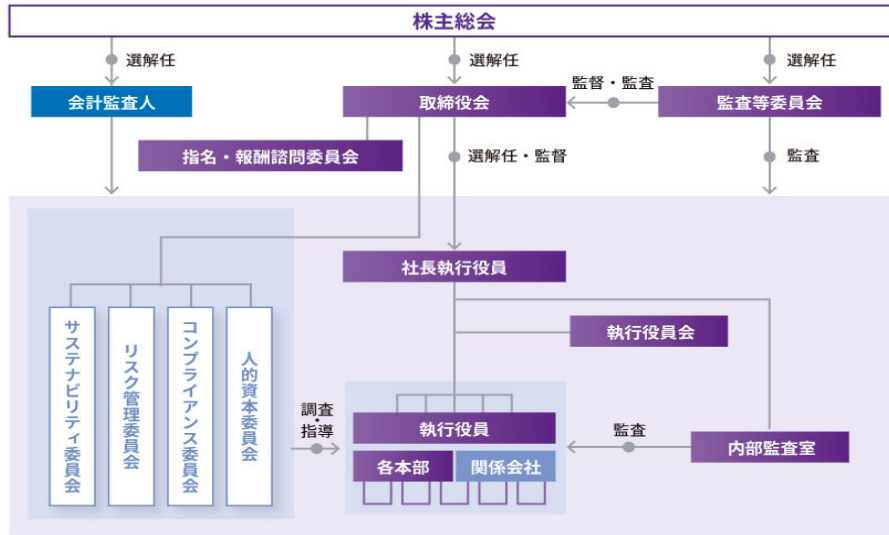 株主総会
選解任
選解任
選解任
会計監査人
取締役会
監督・監査
監査等委員会
指名・報酬諮問委員会
選解任・監督
監査
社長執行役員
執行役員会
サステナビリティ委員会
リスク管理委員会
コンプライアンス委員会
人的資本委員会
調査・指導
執行役員
監査
内部監査室
各本部
関係会社